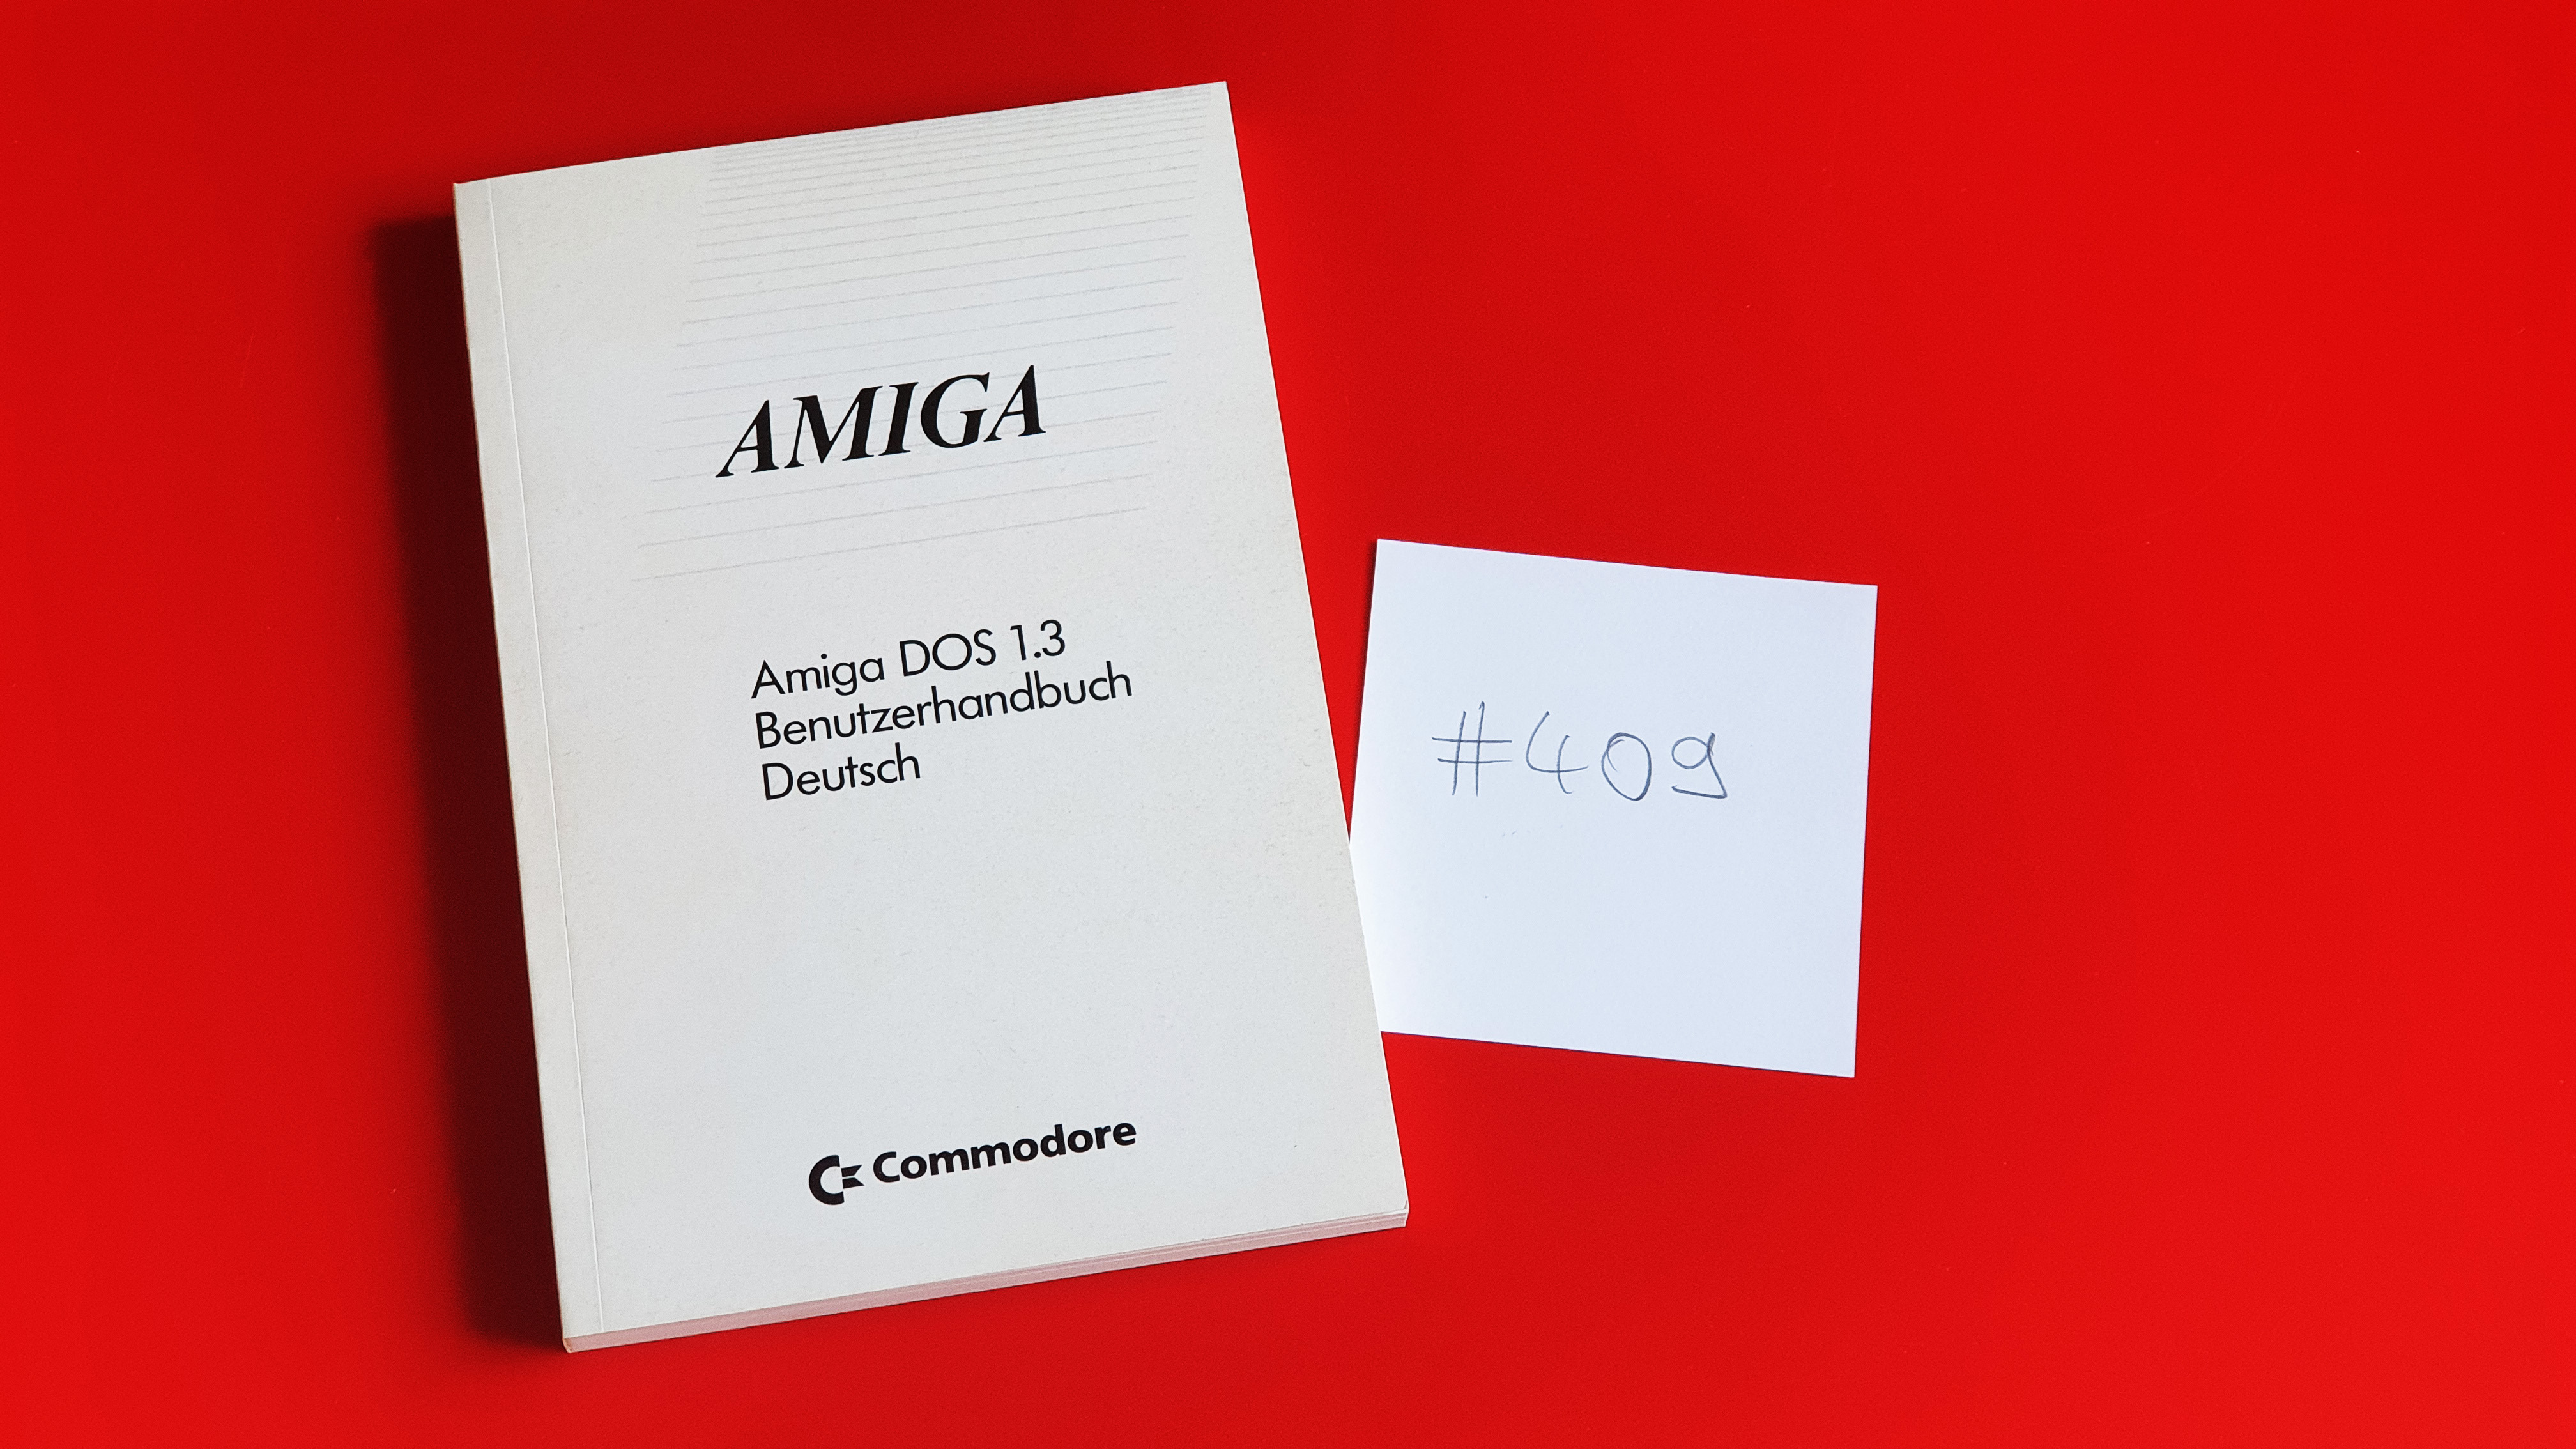 AMIGA
Amiga DOS 1.3
Benutzerhandbuch
Deutsch
Commodore
#409